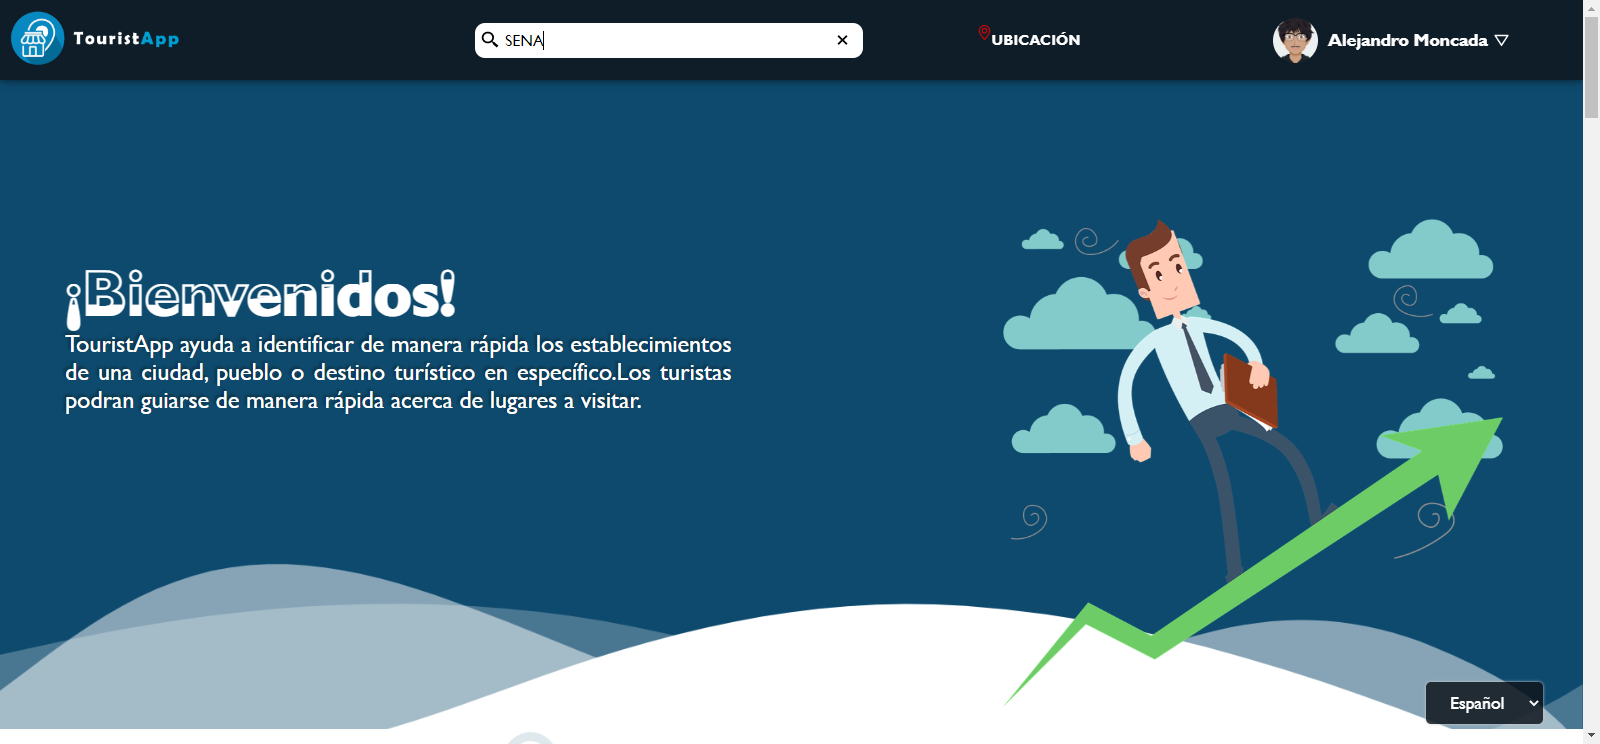 TouristApp
SENA
UBICACIÓN
Alejandro Moncada
¡Bienvenidos!
TouristApp ayuda a identificar de manera rápida los establecimientos
de una ciudad, pueblo o destino turístico en específico.Los turistas
podran guiarse de manera rápida acerca de lugares a visitar.
Español